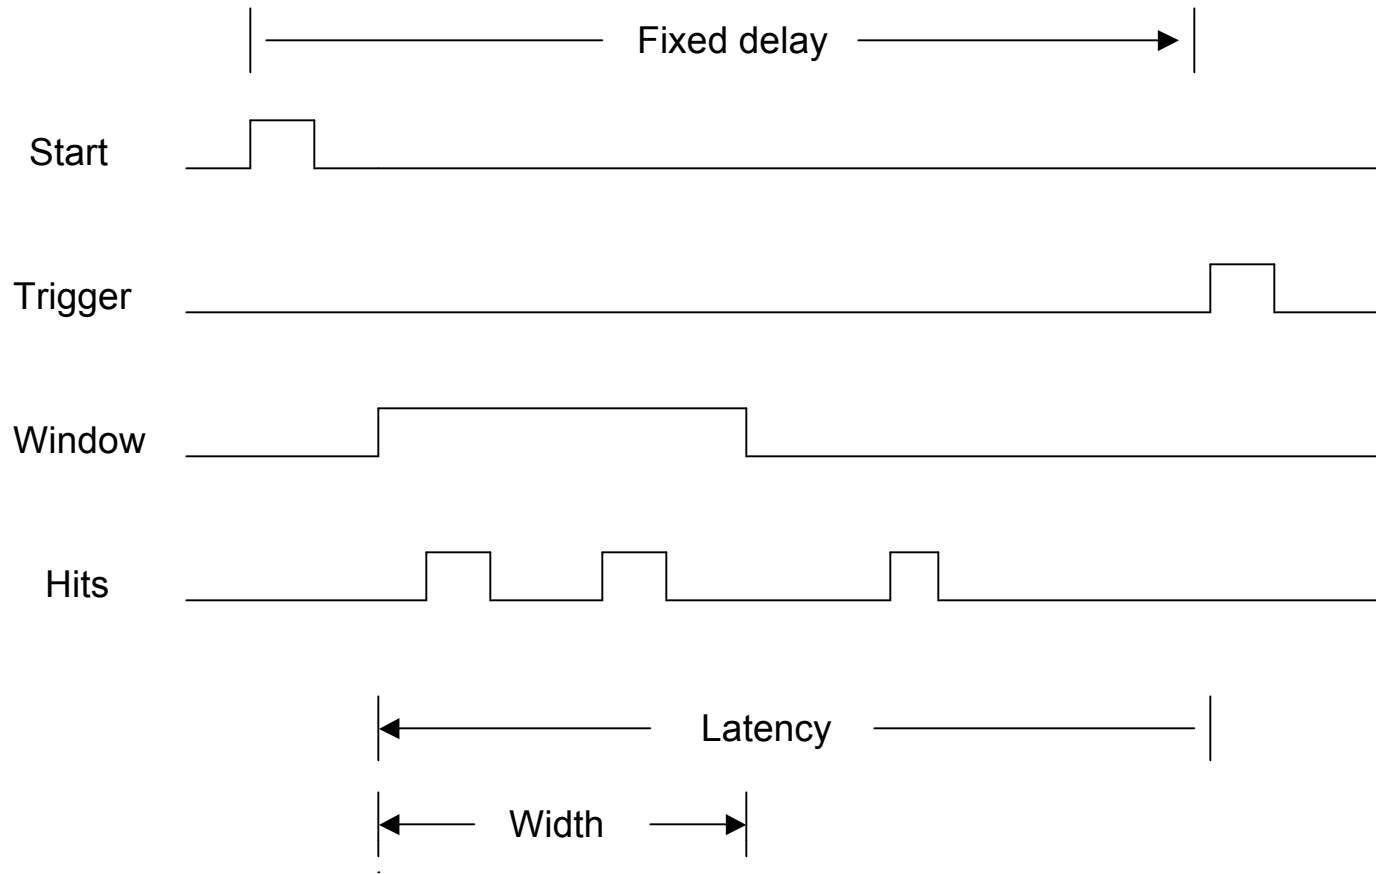 Fixed delay
Start
Trigger
Window
Hits
Latency
Width